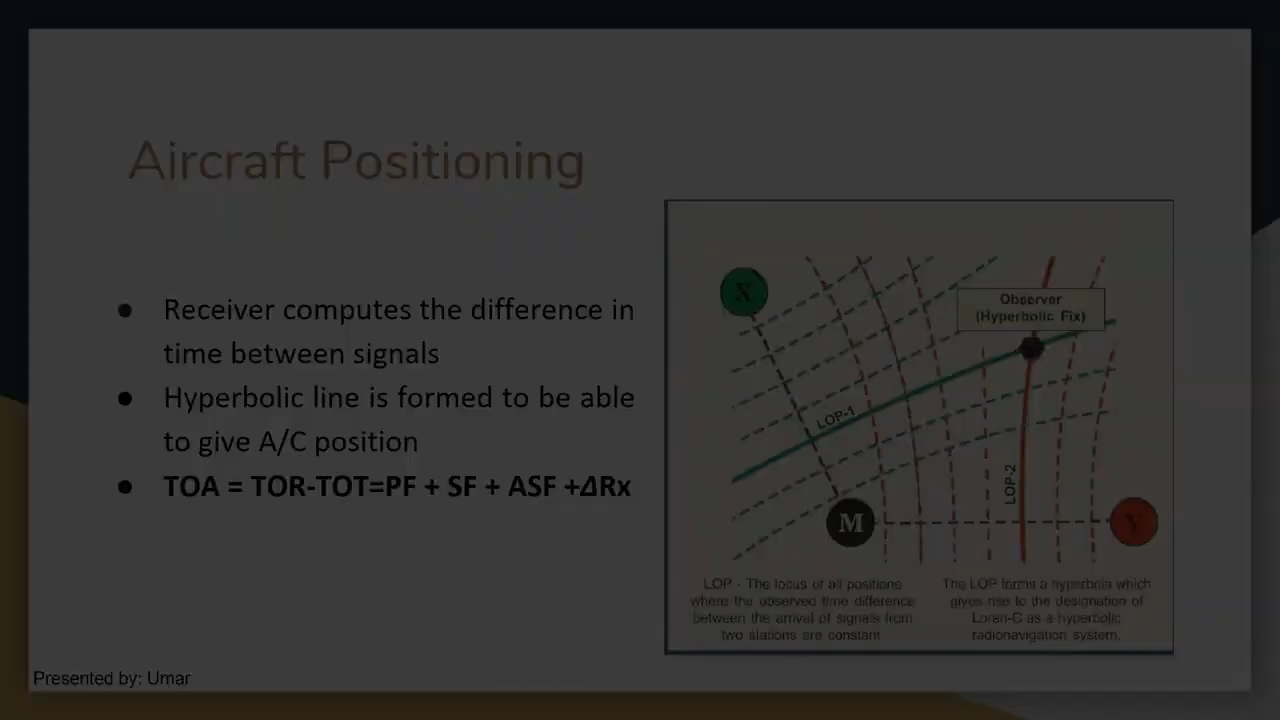 Aircraft Positioning
● Receiver computes the difference in
time between signals
● Hyperbolic line is formed to be able
to give A/C position
● TOA = TOR-TOT=PF + SF + ASF +ΔRx
X
Observer
(Hyperbolic Fix)
LOP-1
LOP-2
M
Y
LOP - The locus of all positions
where the observed time difference
between the arrival of signals from
two stations are constant
The LOP forms a hyperbola which
gives rise to the designation of
Loran-C as a hyperbolic
radionavigation system.
Presented by: Umar